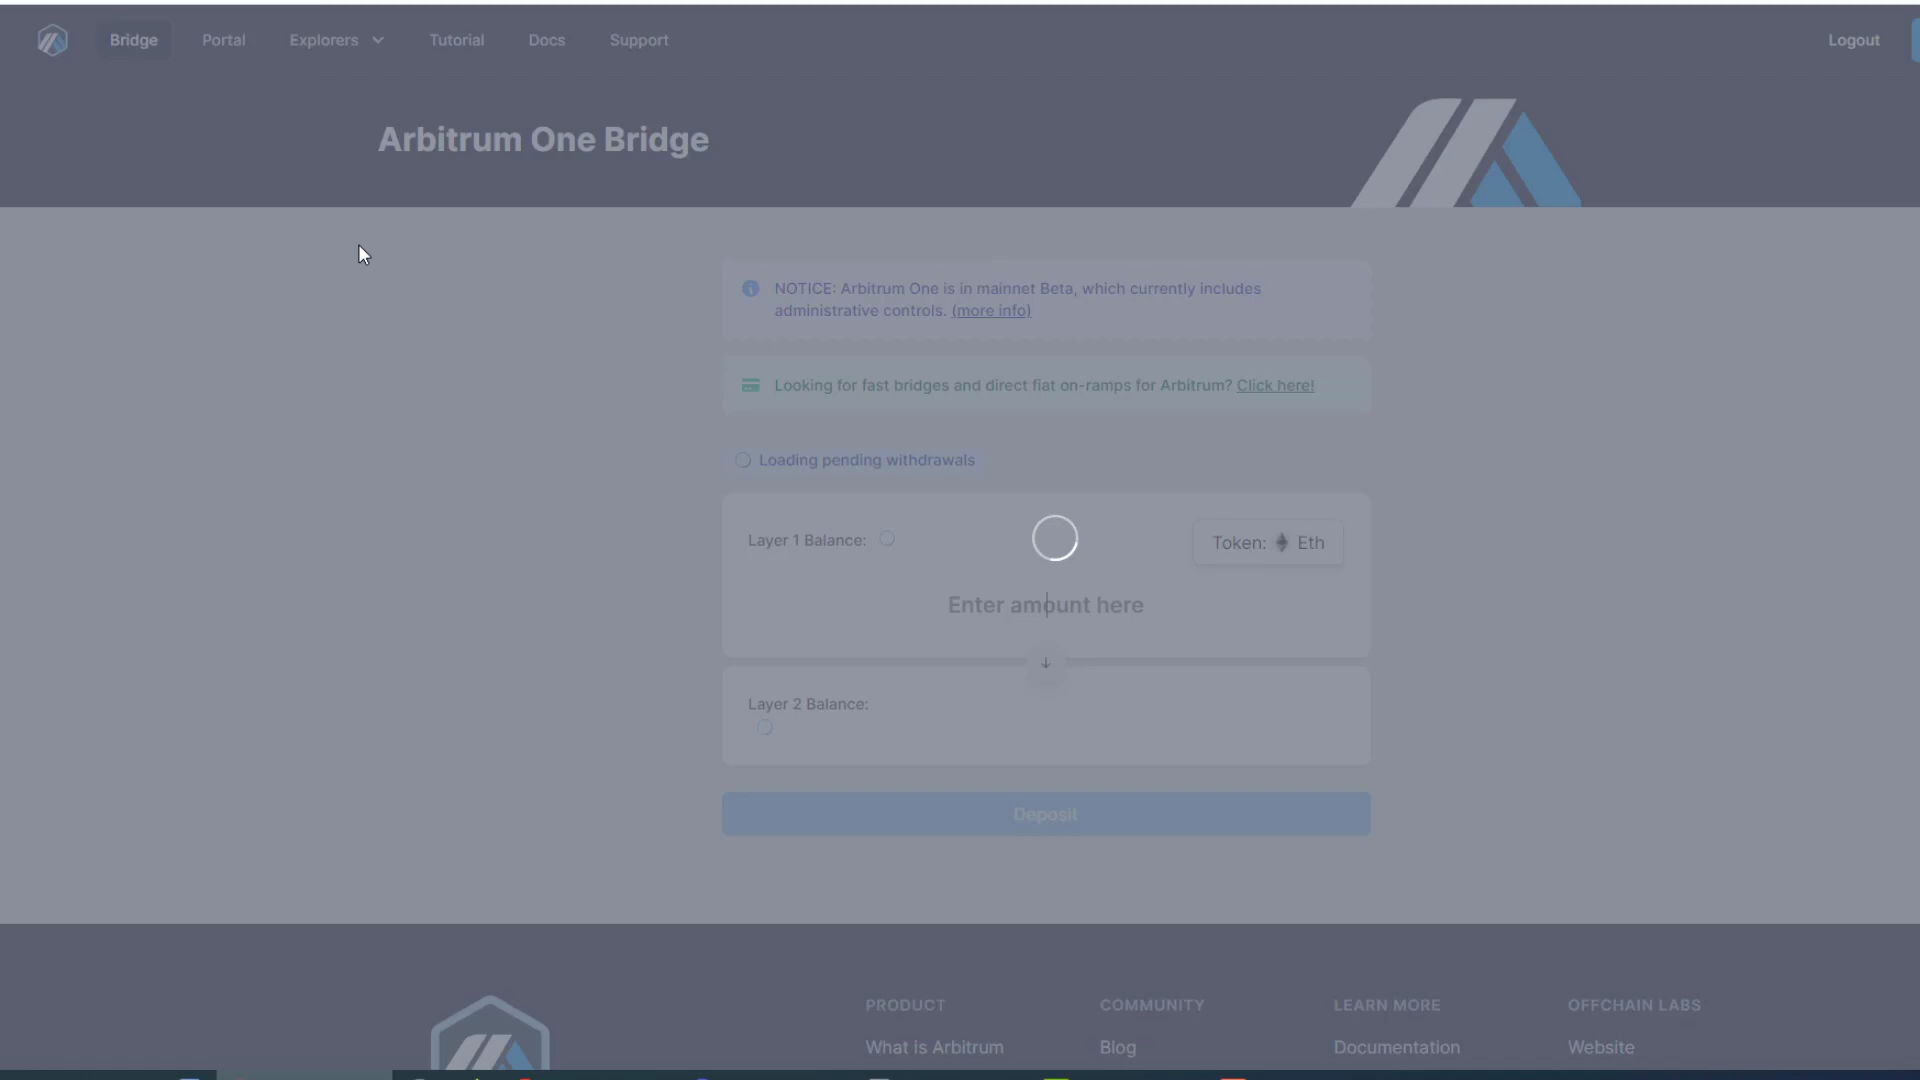 Bridge
Portal
Explorers
Tutorial
Docs
Support
Logout
Arbitrum One Bridge
NOTICE: Arbitrum One is in mainnet Beta, which currently includes
administrative controls. (more info)
Looking for fast bridges and direct fiat on-ramps for Arbitrum? Click here!
Loading pending withdrawals
Layer 1 Balance:
Token: Eth
Enter amount here
Layer 2 Balance:
Deposit
PRODUCT
COMMUNITY
LEARN MORE
OFFCHAIN LABS
What is Arbitrum
Blog
Documentation
Website